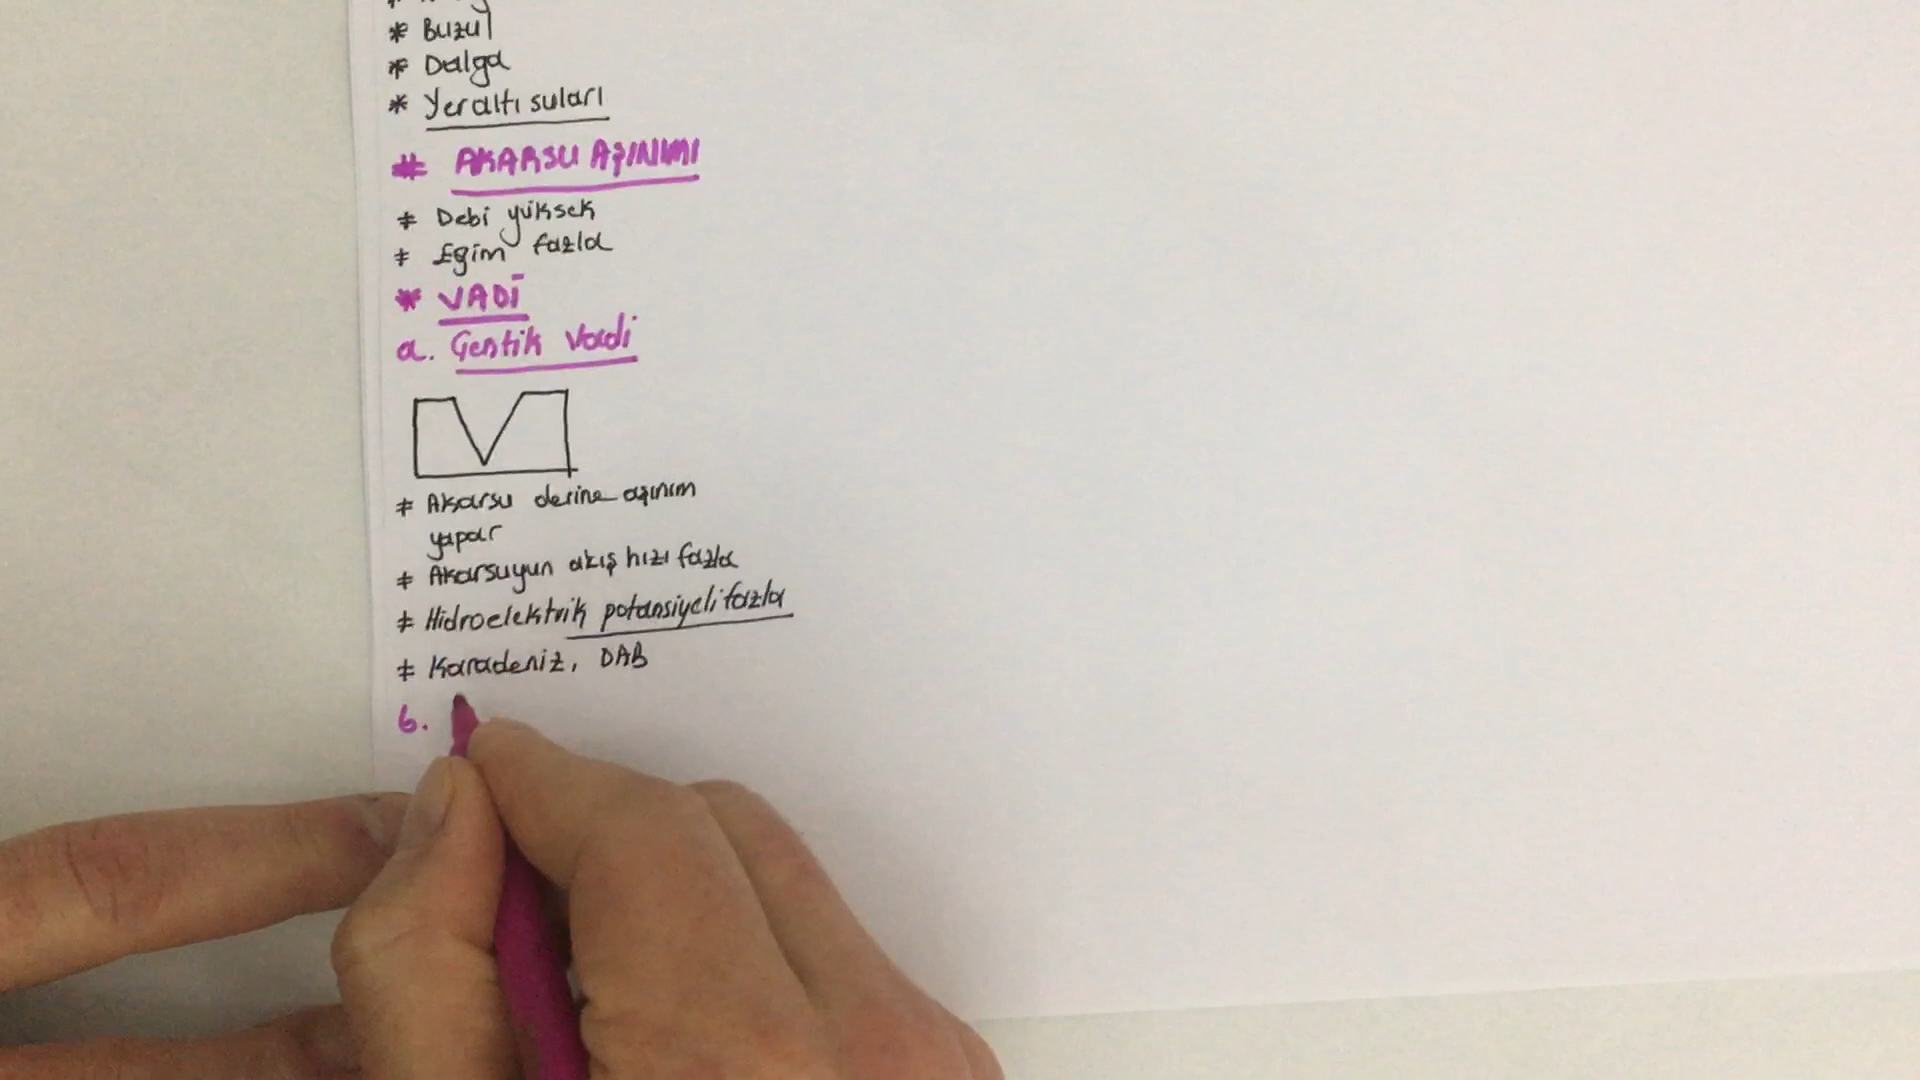 * Buzul
* Dalga
* Yeraltı suları
# AKARSU AŞINIMI
‡ Debi yüksek
‡ Egim fazla
* VADİ
a. Çentik Vadi
‡ Akarsu derine aşınım
yapar
‡ Akarsuyun akış hızı fazla
‡ Hidroelektrik potansiyeli fazla
‡ Karadeniz, DAB
b.